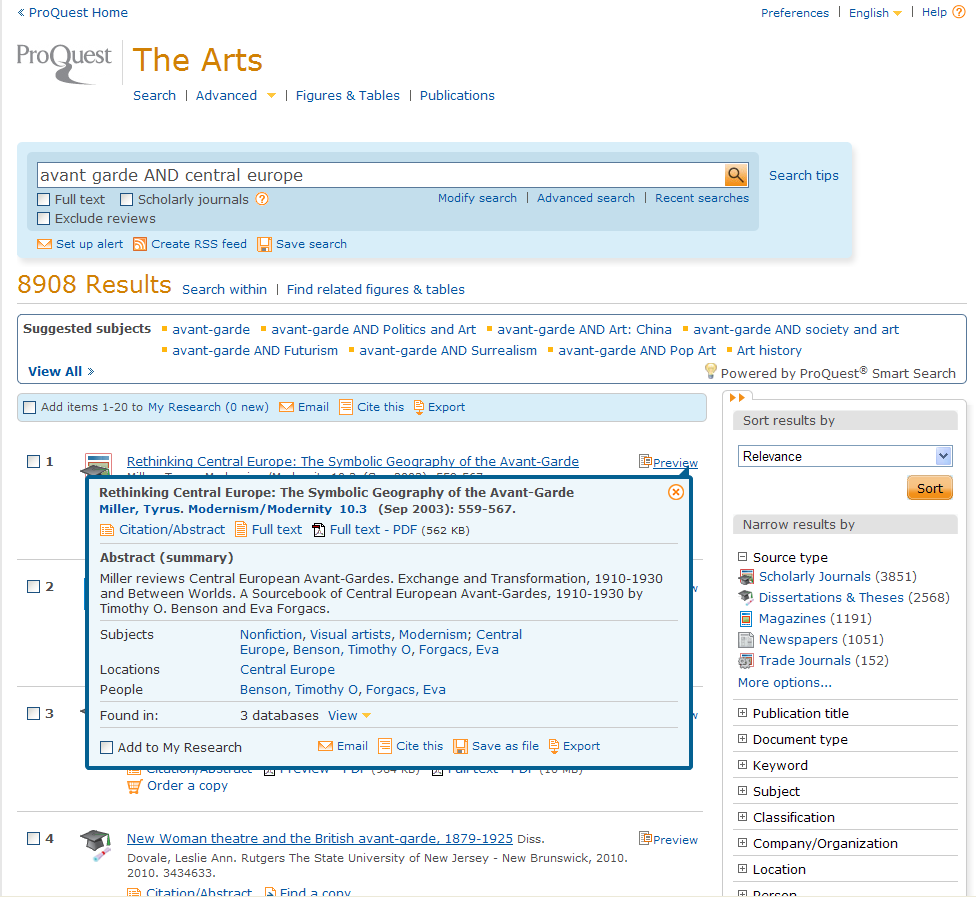 « ProQuest Home
Preferences | English | Help ?
ProQuest
The Arts
Search | Advanced | Figures & Tables | Publications
avant garde AND central europe
Search tips
Full text Scholarly journals ?
Modify search | Advanced search | Recent searches
Exclude reviews
Set up alert Create RSS feed Save search
8908 Results Search within | Find related figures & tables
Suggested subjects avant-garde avant-garde AND Politics and Art avant-garde AND Art: China avant-garde AND society and art
avant-garde AND Futurism avant-garde AND Surrealism avant-garde AND Pop Art Art history
View All »
Powered by ProQuest® Smart Search
Add items 1-20 to My Research (0 new) Email Cite this Export
1 Rethinking Central Europe: The Symbolic Geography of the Avant-Garde Preview
Rethinking Central Europe: The Symbolic Geography of the Avant-Garde
Miller, Tyrus. Modernism/Modernity 10.3 (Sep 2003): 559-567.
Citation/Abstract Full text Full text - PDF (562 KB)
Abstract (summary)
Miller reviews Central European Avant-Gardes. Exchange and Transformation, 1910-1930
and Between Worlds. A Sourcebook of Central European Avant-Gardes, 1910-1930 by
Timothy O. Benson and Eva Forgacs.
Subjects Nonfiction, Visual artists, Modernism; Central
Europe, Benson, Timothy O, Forgacs, Eva
Locations Central Europe
People Benson, Timothy O, Forgacs, Eva
Found in: 3 databases View
Add to My Research Email Cite this Save as file Export
2
3
Citation/Abstract Preview - PDF (984 KB) Full text - PDF (10 MB)
Order a copy
4 New Woman theatre and the British avant-garde, 1879-1925 Diss. Preview
Dovale, Leslie Ann. Rutgers The State University of New Jersey - New Brunswick, 2010.
2010. 3434633.
Citation/Abstract Find a copy
Sort results by
Relevance
Sort
Narrow results by
Source type
Scholarly Journals (3851)
Dissertations & Theses (2568)
Magazines (1191)
Newspapers (1051)
Trade Journals (152)
More options...
Publication title
Document type
Keyword
Subject
Classification
Company/Organization
Location
Person